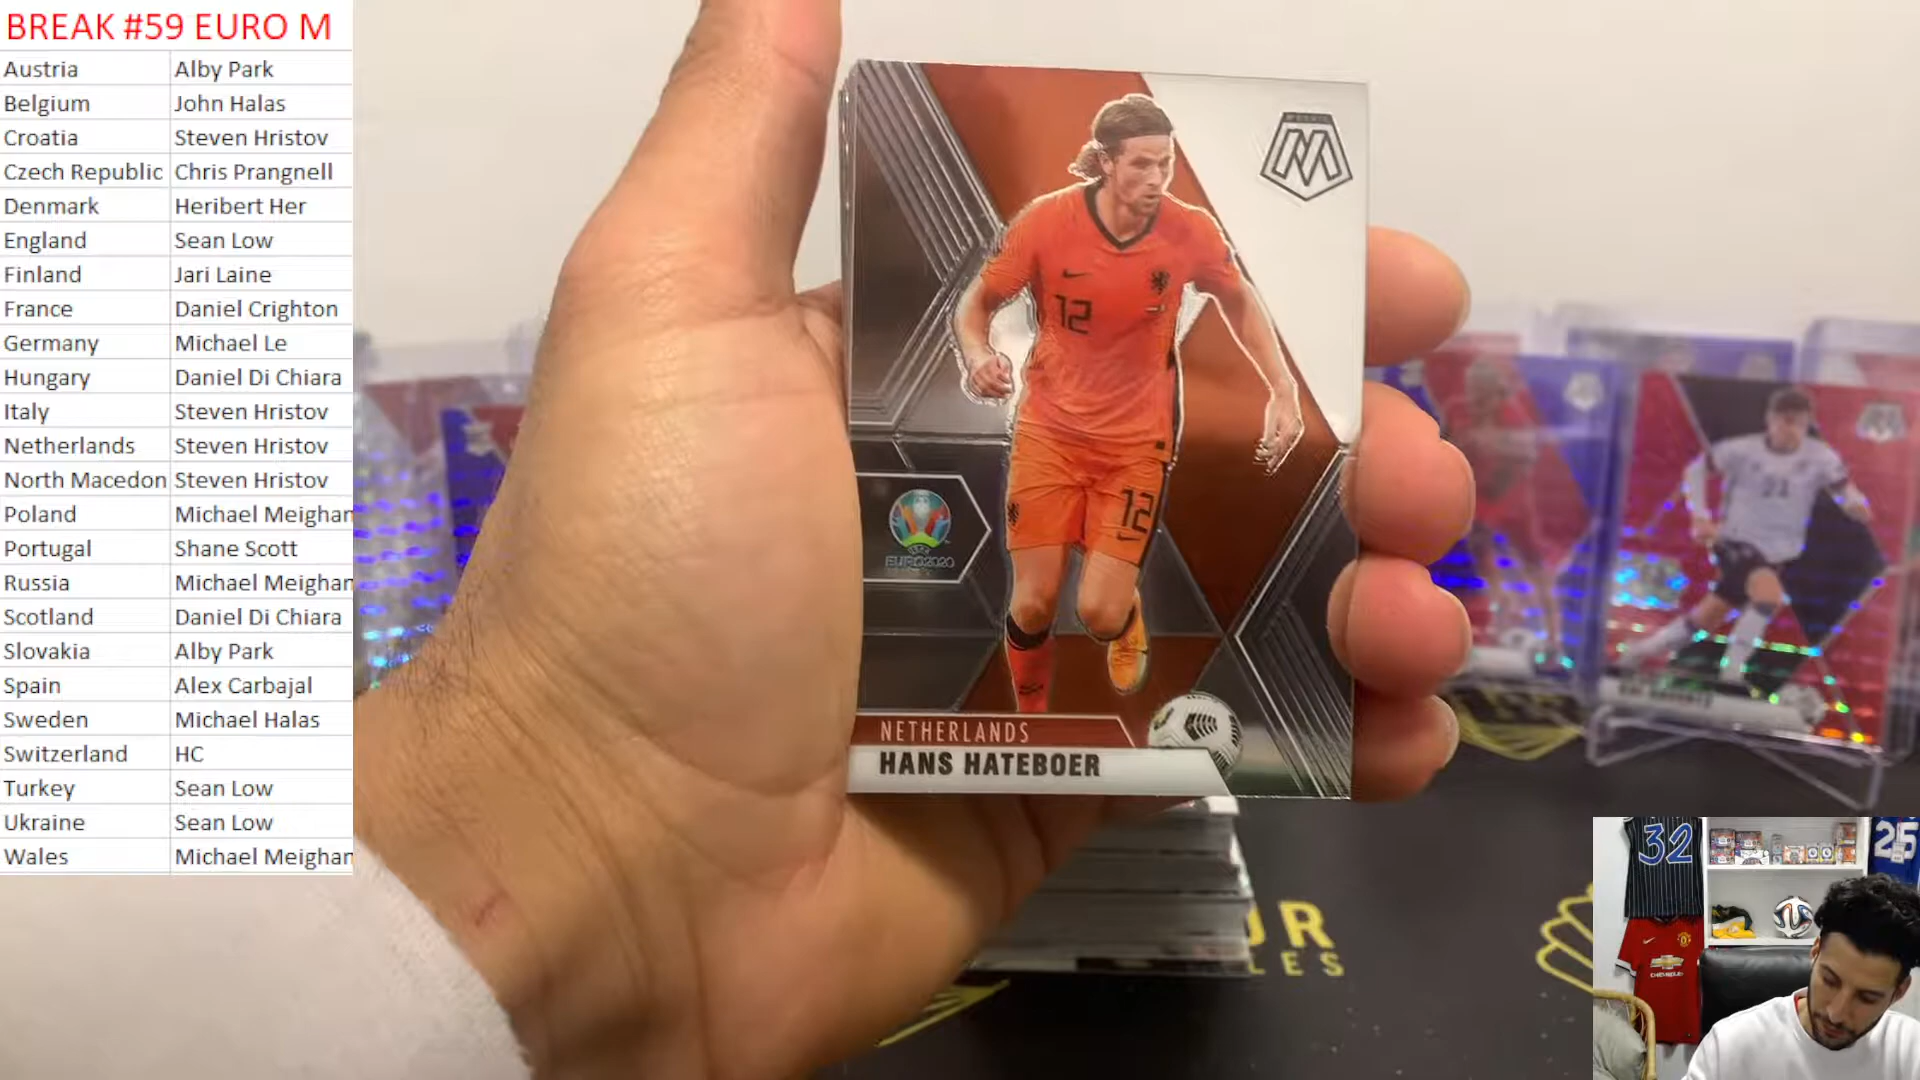 BREAK #59 EURO M
Austria Alby Park
Belgium John Halas
Croatia Steven Hristov
Czech Republic Chris Prangnell
Denmark Heribert Her
England Sean Low
Finland Jari Laine
France Daniel Crighton
Germany Michael Le
Hungary Daniel Di Chiara
Italy Steven Hristov
Netherlands Steven Hristov
North Macedon Steven Hristov
Poland Michael Meighan
Portugal Shane Scott
Russia Michael Meighan
Scotland Daniel Di Chiara
Slovakia Alby Park
Spain Alex Carbajal
Sweden Michael Halas
Switzerland HC
Turkey Sean Low
Ukraine Sean Low
Wales Michael Meighan
MOSAIC
M
12
12
EURO2020
NETHERLANDS
HANS HATEBOER
21
32
25
CHEVROLET